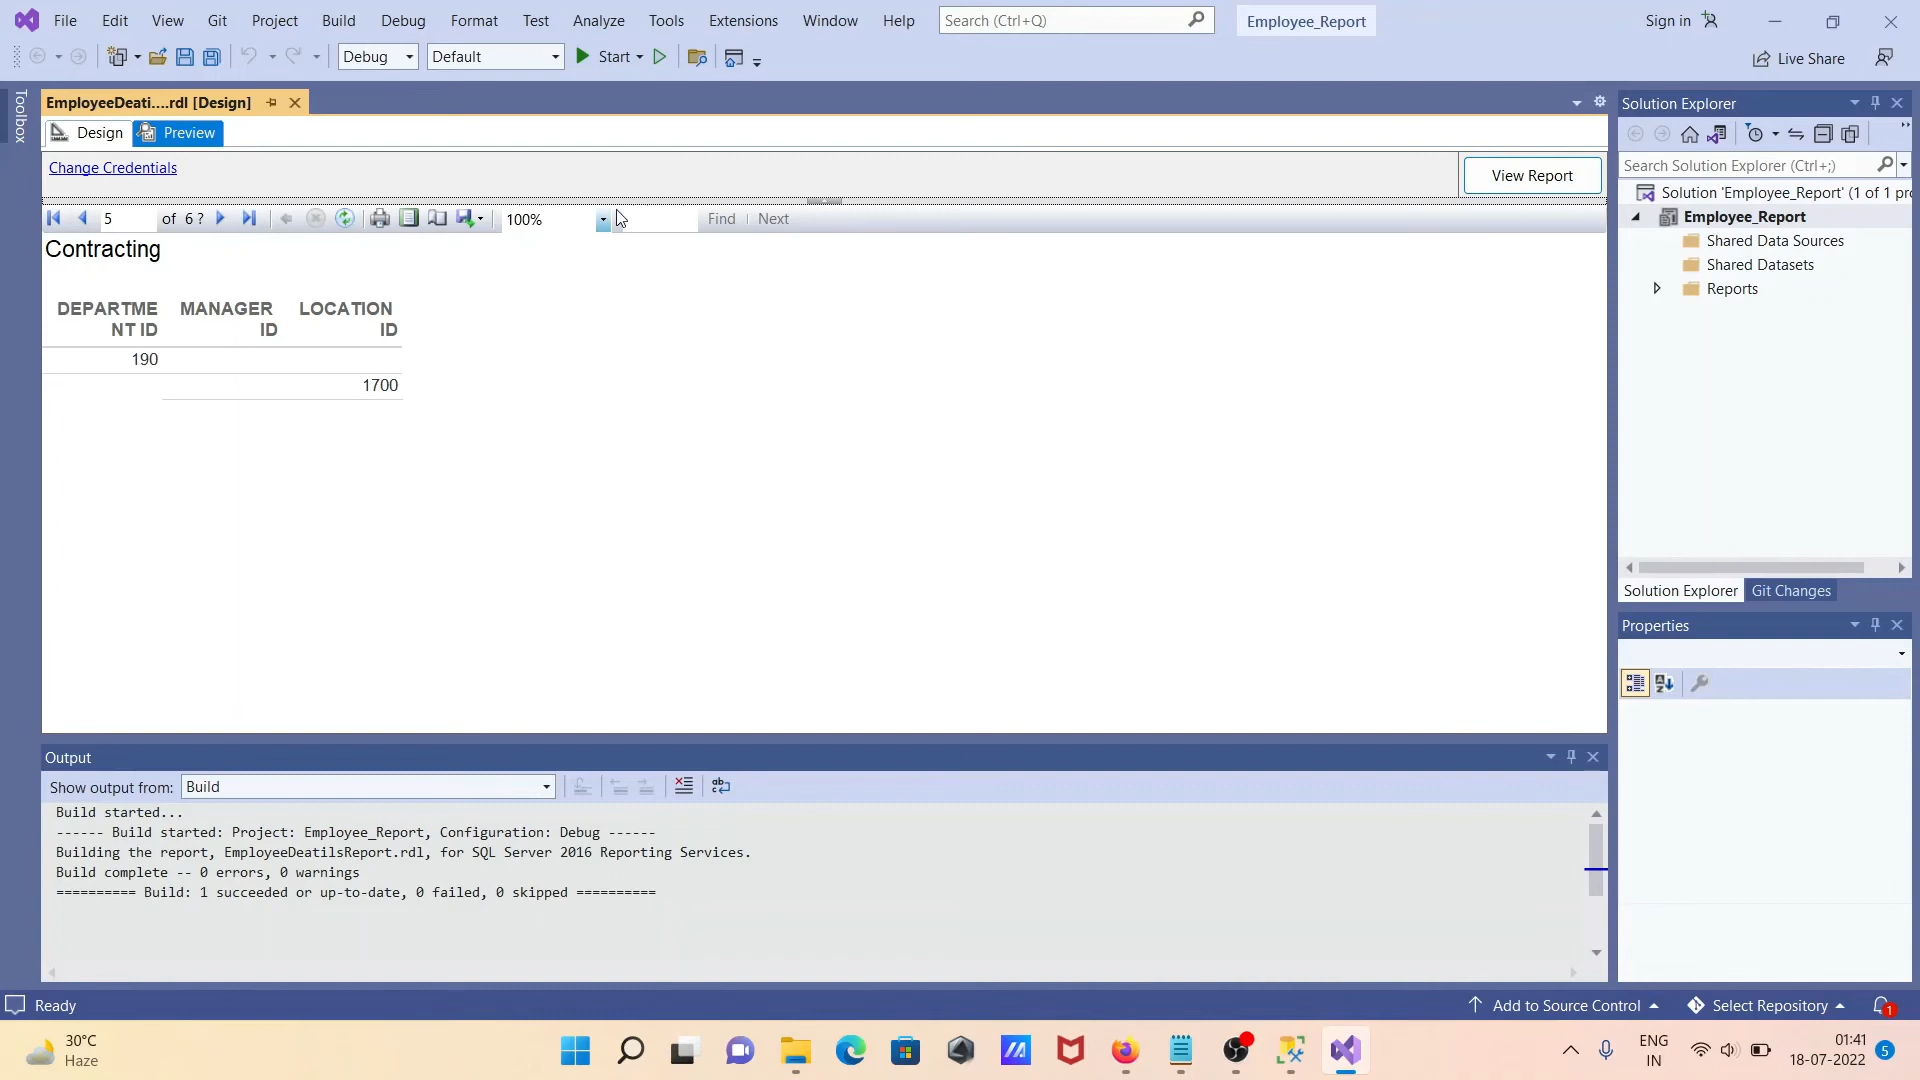 File Edit View Git Project Build Debug Format Test Analyze Tools Extensions Window Help Search (Ctrl+Q) Employee_Report Sign in
Debug Default Start Live Share
Toolbox
EmployeeDeati....rdl [Design]
Design Preview
Change Credentials
View Report
5 of 6 ? 100% Find Next
Contracting
DEPARTME MANAGER LOCATION
NT ID ID ID
190
1700
Output
Show output from: Build
Build started...
------ Build started: Project: Employee_Report, Configuration: Debug ------
Building the report, EmployeeDeatilsReport.rdl, for SQL Server 2016 Reporting Services.
Build complete -- 0 errors, 0 warnings
========== Build: 1 succeeded or up-to-date, 0 failed, 0 skipped ==========
Solution Explorer
Search Solution Explorer (Ctrl+;)
Solution 'Employee_Report' (1 of 1 pro
Employee_Report
Shared Data Sources
Shared Datasets
Reports
Solution Explorer Git Changes
Properties
Ready Add to Source Control Select Repository 1
30°C
Haze
ENG
IN
01:41
18-07-2022
5